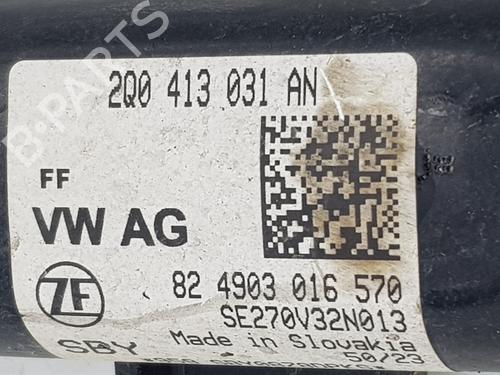 B-PARTS
2Q0 413 031 AN
FF
VW AG
ZF
82 4903 016 570
SE270V32N013
SBY Made in Slovakia
50/23